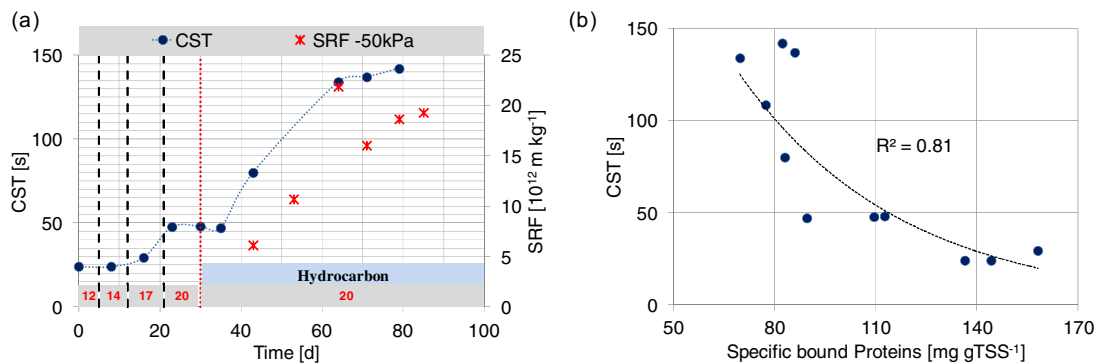 (a)
CST
SRF -50kPa
150
100
50
0
CST [s]
25
20
15
10
5
0
SRF [10¹² m kg⁻¹]
Hydrocarbon
12 14 17 20 20
0 20 40 60 80 100
Time [d]
(b)
150
100
50
0
CST [s]
R² = 0.81
50 80 110 140 170
Specific bound Proteins [mg gTSS⁻¹]